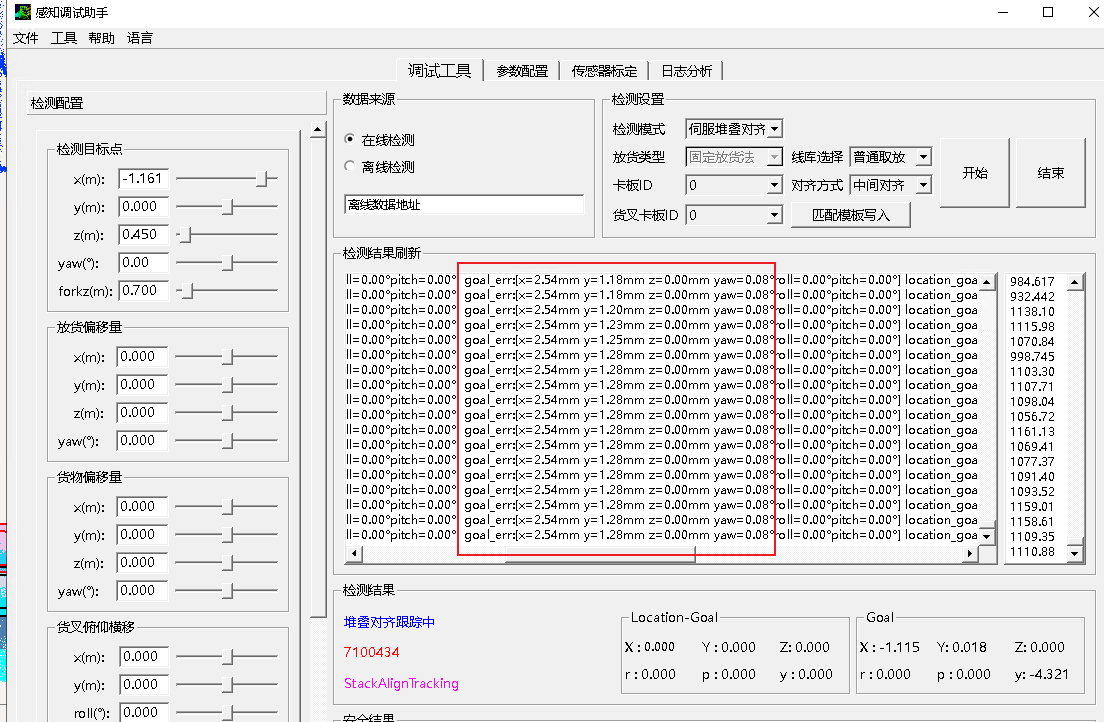 感知调试助手
文件 工具 帮助 语言
调试工具 参数配置 传感器标定 日志分析
检测配置
检测目标点
x(m): -1.161
y(m): 0.000
z(m): 0.450
yaw(°): 0.00
forkz(m): 0.700
放货偏移量
x(m): 0.000
y(m): 0.000
z(m): 0.000
yaw(°): 0.000
货物偏移量
x(m): 0.000
y(m): 0.000
z(m): 0.000
yaw(°): 0.000
货叉俯仰横移
x(m): 0.000
y(m): 0.000
roll(°): 0.000
数据来源
在线检测
离线检测
离线数据地址
检测设置
检测模式 伺服堆叠对齐
放货类型 固定放货法 线库选择 普通取放
卡板ID 0 对齐方式 中间对齐
货叉卡板ID 0 匹配模板写入
开始 结束
检测结果刷新
ll=0.00°pitch=0.00° goal_err:[x=2.54mm y=1.18mm z=0.00mm yaw=0.08°roll=0.00°pitch=0.00°] location_goa
ll=0.00°pitch=0.00° goal_err:[x=2.54mm y=1.18mm z=0.00mm yaw=0.08°roll=0.00°pitch=0.00°] location_goa
ll=0.00°pitch=0.00° goal_err:[x=2.54mm y=1.20mm z=0.00mm yaw=0.08°roll=0.00°pitch=0.00°] location_goa
ll=0.00°pitch=0.00° goal_err:[x=2.54mm y=1.23mm z=0.00mm yaw=0.08°roll=0.00°pitch=0.00°] location_goa
ll=0.00°pitch=0.00° goal_err:[x=2.54mm y=1.25mm z=0.00mm yaw=0.08°roll=0.00°pitch=0.00°] location_goa
ll=0.00°pitch=0.00° goal_err:[x=2.54mm y=1.28mm z=0.00mm yaw=0.08°roll=0.00°pitch=0.00°] location_goa
ll=0.00°pitch=0.00° goal_err:[x=2.54mm y=1.28mm z=0.00mm yaw=0.08°roll=0.00°pitch=0.00°] location_goa
ll=0.00°pitch=0.00° goal_err:[x=2.54mm y=1.28mm z=0.00mm yaw=0.08°roll=0.00°pitch=0.00°] location_goa
ll=0.00°pitch=0.00° goal_err:[x=2.54mm y=1.28mm z=0.00mm yaw=0.08°roll=0.00°pitch=0.00°] location_goa
ll=0.00°pitch=0.00° goal_err:[x=2.54mm y=1.28mm z=0.00mm yaw=0.08°roll=0.00°pitch=0.00°] location_goa
ll=0.00°pitch=0.00° goal_err:[x=2.54mm y=1.28mm z=0.00mm yaw=0.08°roll=0.00°pitch=0.00°] location_goa
ll=0.00°pitch=0.00° goal_err:[x=2.54mm y=1.28mm z=0.00mm yaw=0.08°roll=0.00°pitch=0.00°] location_goa
ll=0.00°pitch=0.00° goal_err:[x=2.54mm y=1.28mm z=0.00mm yaw=0.08°roll=0.00°pitch=0.00°] location_goa
ll=0.00°pitch=0.00° goal_err:[x=2.54mm y=1.28mm z=0.00mm yaw=0.08°roll=0.00°pitch=0.00°] location_goa
ll=0.00°pitch=0.00° goal_err:[x=2.54mm y=1.28mm z=0.00mm yaw=0.08°roll=0.00°pitch=0.00°] location_goa
ll=0.00°pitch=0.00° goal_err:[x=2.54mm y=1.28mm z=0.00mm yaw=0.08°roll=0.00°pitch=0.00°] location_goa
ll=0.00°pitch=0.00° goal_err:[x=2.54mm y=1.28mm z=0.00mm yaw=0.08°roll=0.00°pitch=0.00°] location_goa
ll=0.00°pitch=0.00° goal_err:[x=2.54mm y=1.28mm z=0.00mm yaw=0.08°roll=0.00°pitch=0.00°] location_goa
984.617
932.442
1138.10
1115.98
1070.84
998.745
1103.30
1107.71
1098.04
1056.72
1161.13
1069.41
1077.37
1091.40
1093.52
1159.01
1158.61
1109.35
1110.88
检测结果
堆叠对齐跟踪中
7100434
StackAlignTracking
Location-Goal
X : 0.000 Y : 0.000 Z: 0.000
r : 0.000 p : 0.000 y : 0.000
Goal
X : -1.115 Y: 0.018 Z: 0.000
r : 0.000 p : 0.000 y: -4.321
安全结果